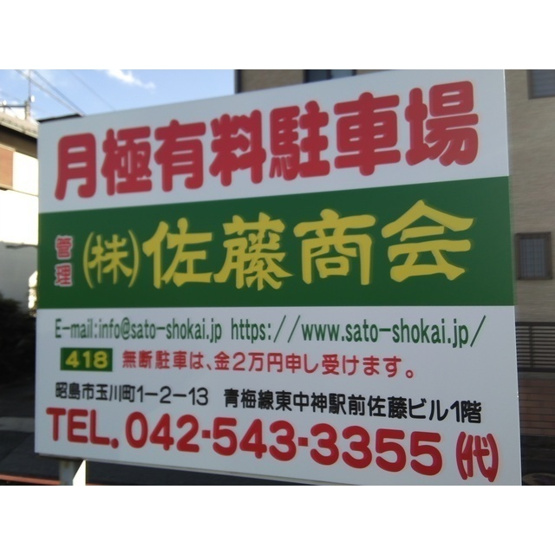 月極有料駐車場
管理 (株)佐藤商会
E-mail:info@sato-shokai.jp https://www.sato-shokai.jp/
418 無断駐車は、金2万円申し受けます。
昭島市玉川町1-2-13 青梅線東中神駅前佐藤ビル1階
TEL.042-543-3355(代)